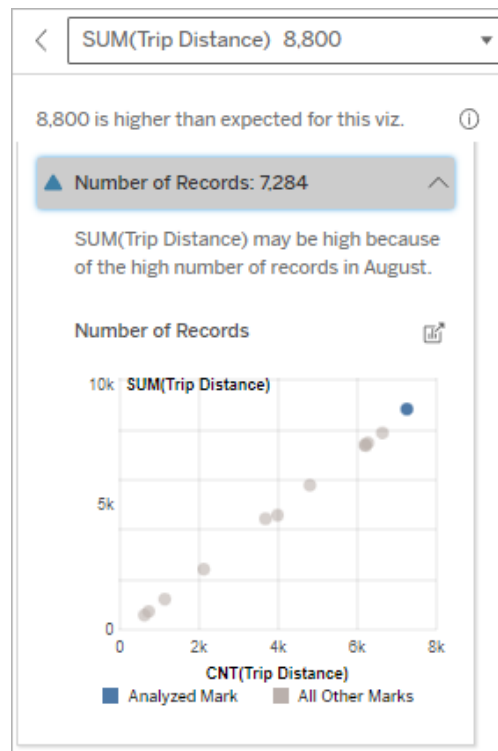 SUM(Trip Distance) 8,800
8,800 is higher than expected for this viz.
Number of Records: 7,284
SUM(Trip Distance) may be high because
of the high number of records in August.
Number of Records
10k
SUM(Trip Distance)
5k
0
0 2k 4k 6k 8k
CNT(Trip Distance)
Analyzed Mark All Other Marks